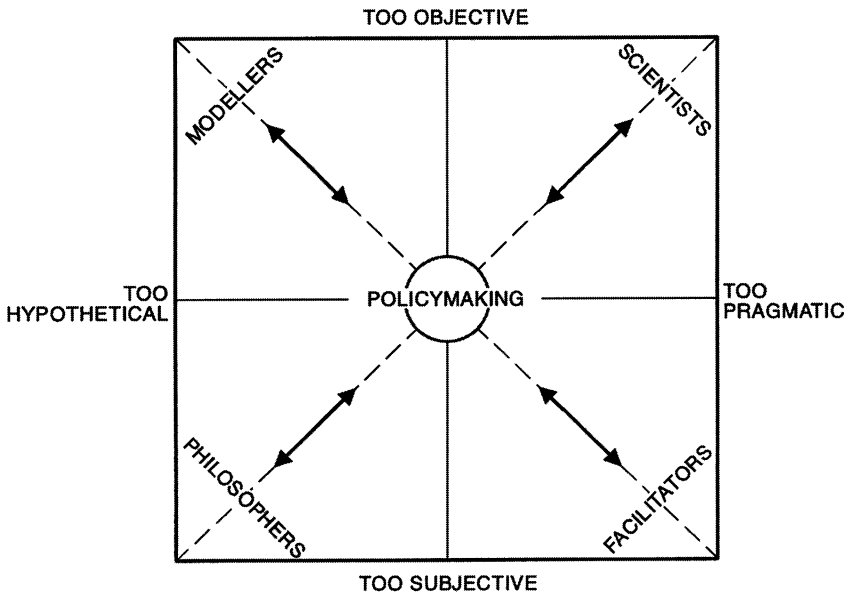 TOO OBJECTIVE
MODELLERS
SCIENTISTS
TOO
HYPOTHETICAL
POLICYMAKING
TOO
PRAGMATIC
PHILOSOPHERS
FACILITATORS
TOO SUBJECTIVE